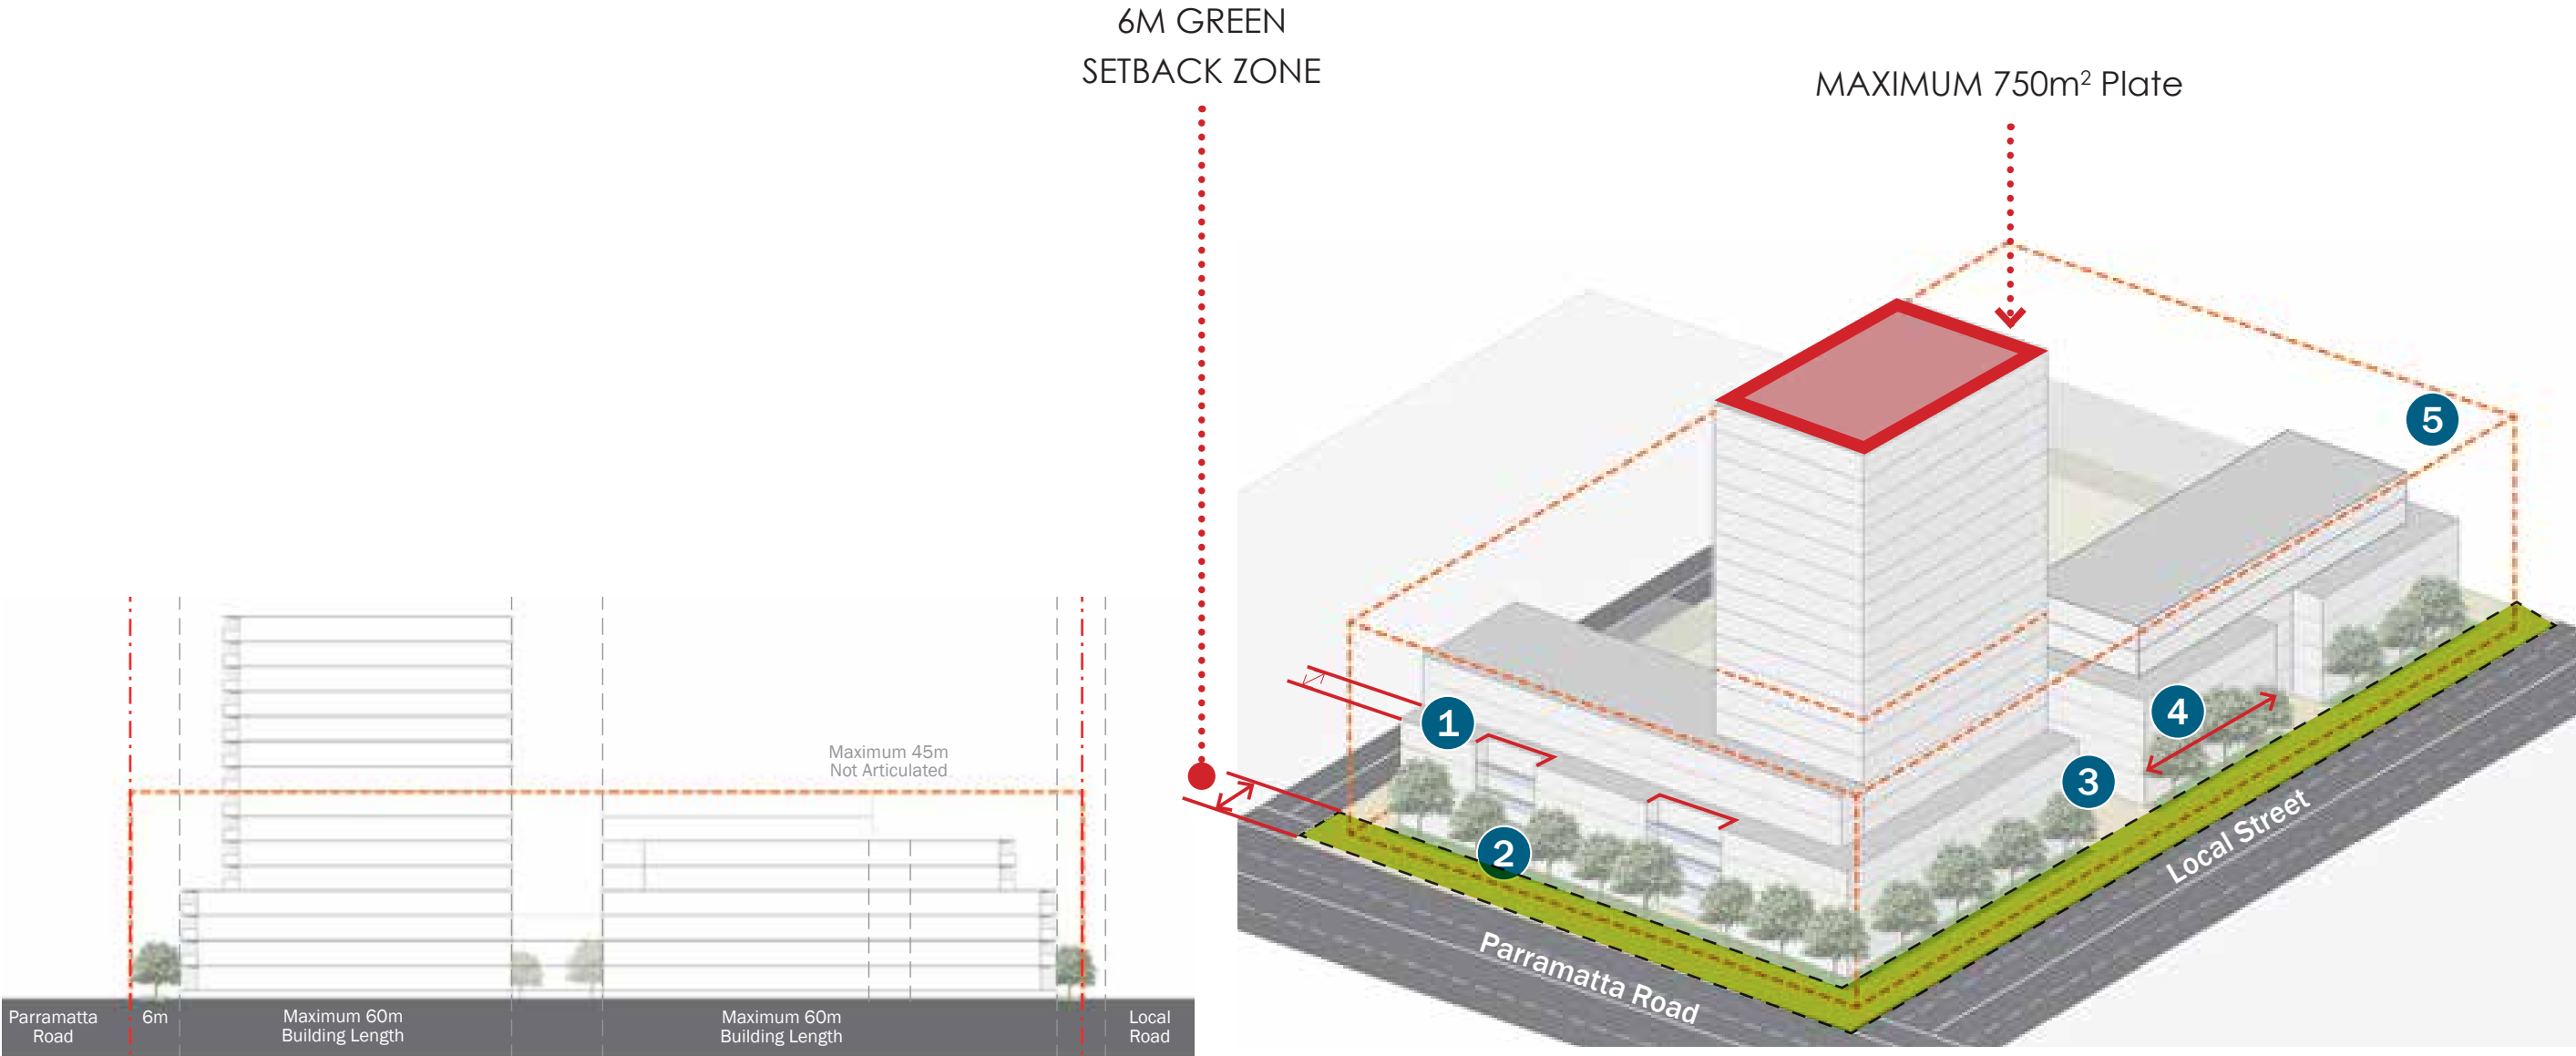 6M GREEN
SETBACK ZONE
MAXIMUM 750m² Plate
5
1
4
3
2
Local Street
Parramatta Road
Maximum 45m
Not Articulated
Parramatta
Road
6m
Maximum 60m
Building Length
Maximum 60m
Building Length
Local
Road